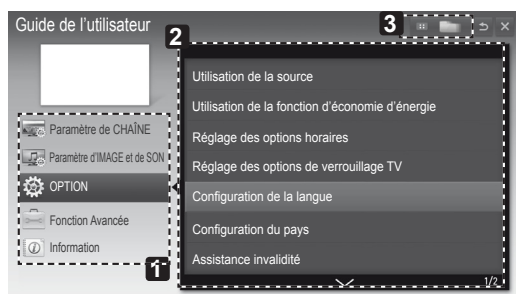 Guide de l'utilisateur
2
3
Utilisation de la source
Utilisation de la fonction d'économie d'énergie
Réglage des options horaires
Réglage des options de verrouillage TV
Configuration de la langue
Configuration du pays
Assistance invalidité
1/2
Paramètre de CHAÎNE
Paramètre d'IMAGE et de SON
OPTION
Fonction Avancée
Information
1